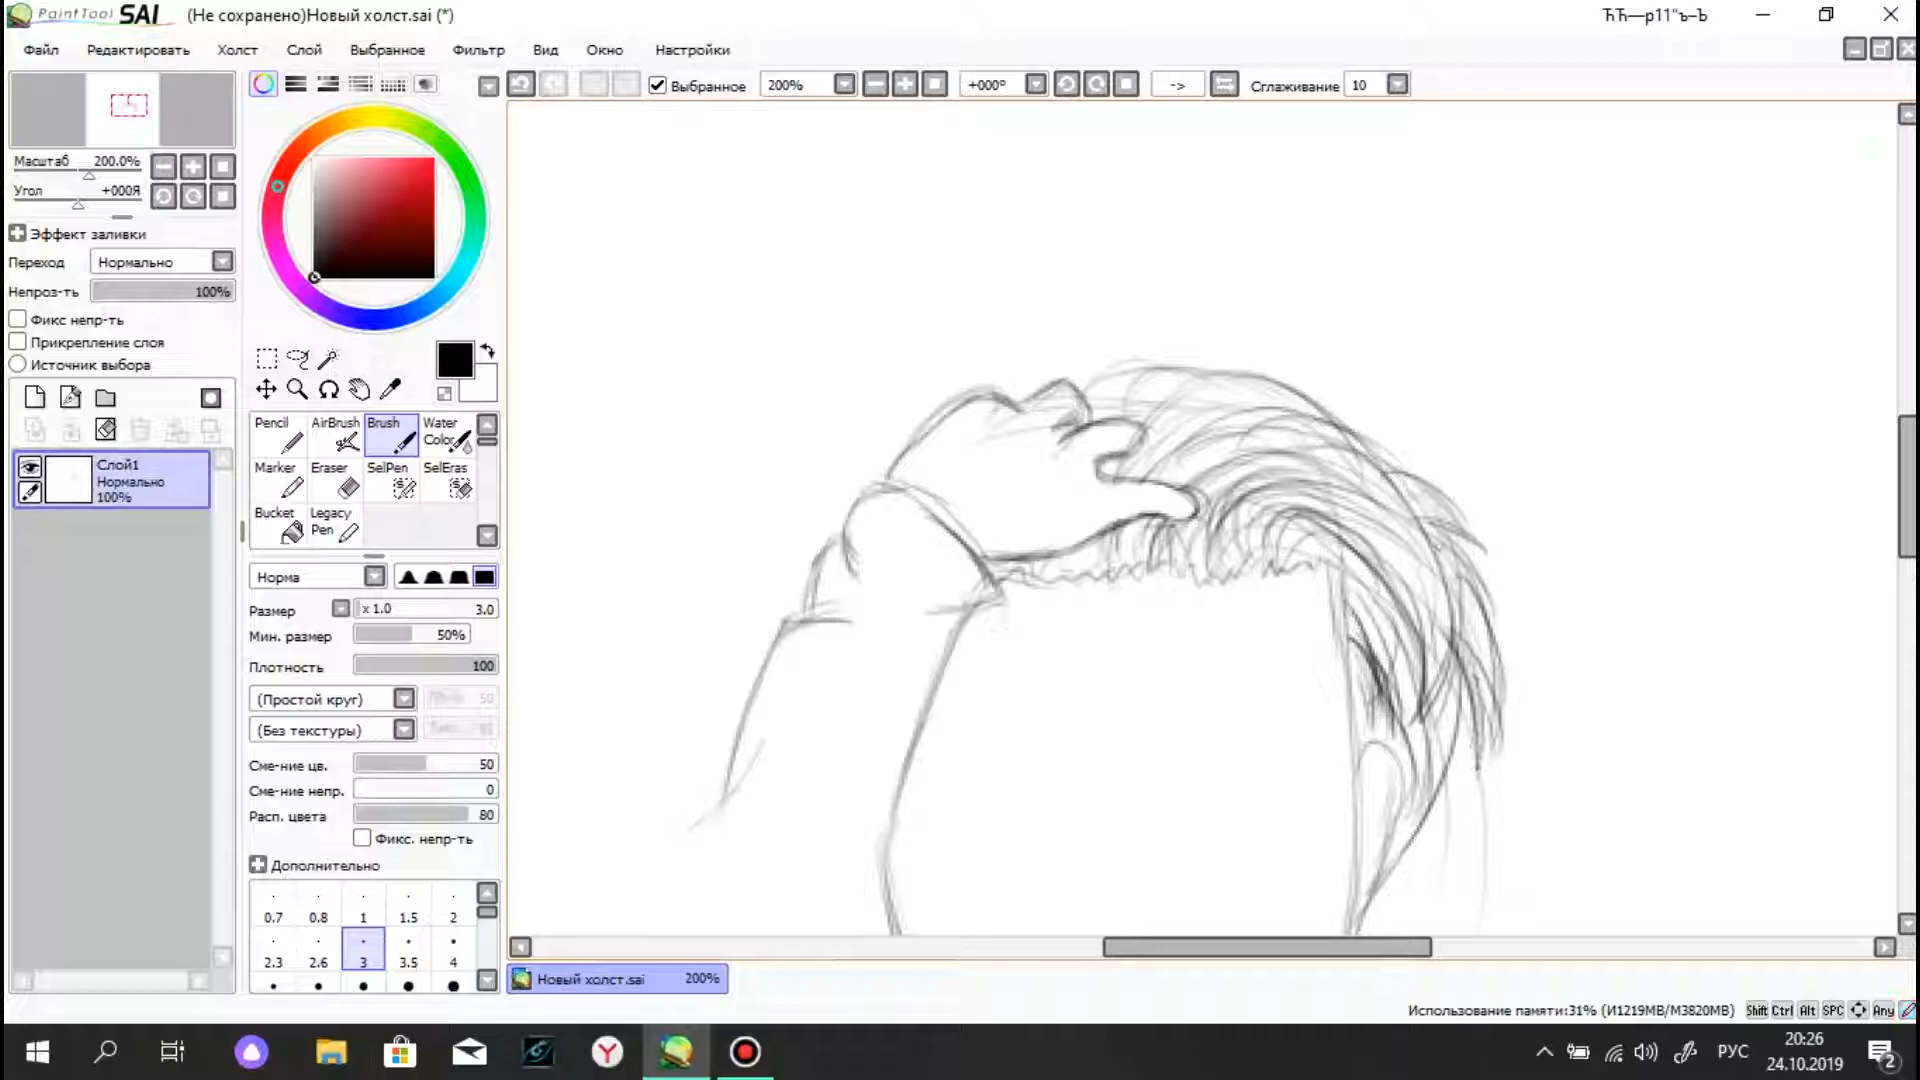 PaintTool SAI (Не сохранено)Новый холст.sai (*)
Файл Редактировать Холст Слой Выбранное Фильтр Вид Окно Настройки
Выбранное 200% +000° -> Сглаживание 10
Масштаб 200.0%
Угол +000Я
Эффект заливки
Переход Нормально
Непроз-ть 100%
Фикс непр-ть
Прикрепление слоя
Источник выбора
Слой1
Нормально
100%
Pencil AirBrush Brush Water Color
Marker Eraser SelPen SelEras
Bucket Legacy Pen
Норма
Размер x 1.0 3.0
Мин. размер 50%
Плотность 100
(Простой круг) 50
(Без текстуры)
Сме-ние цв. 50
Сме-ние непр. 0
Расп. цвета 80
Фикс. непр-ть
Дополнительно
0.7 0.8 1 1.5 2
2.3 2.6 3 3.5 4
Новый холст.sai 200%
Использование памяти:31% (И1219MB/М3820MB) Shift Ctrl Alt SPC Any
РУС
20:26
24.10.2019
2